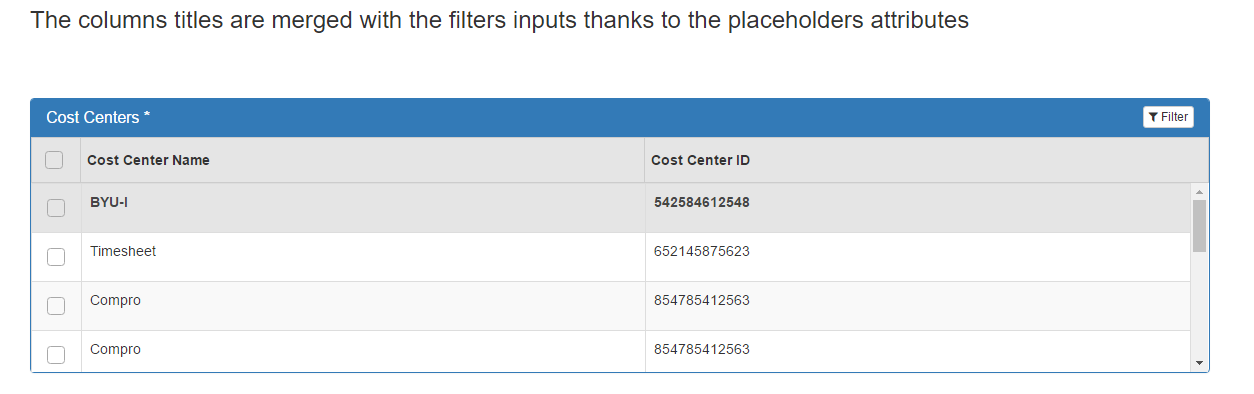 The columns titles are merged with the filters inputs thanks to the placeholders attributes
Cost Centers * Filter
Cost Center Name Cost Center ID
BYU-I 542584612548
Timesheet 652145875623
Compro 854785412563
Compro 854785412563